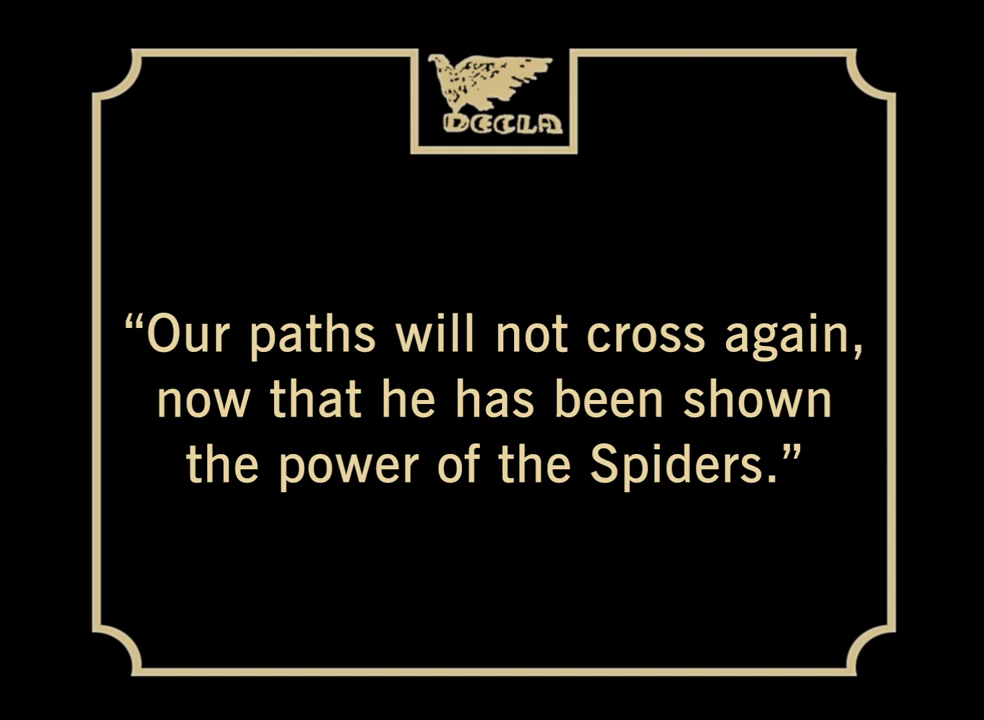 DECLA
“Our paths will not cross again,
now that he has been shown
the power of the Spiders.”